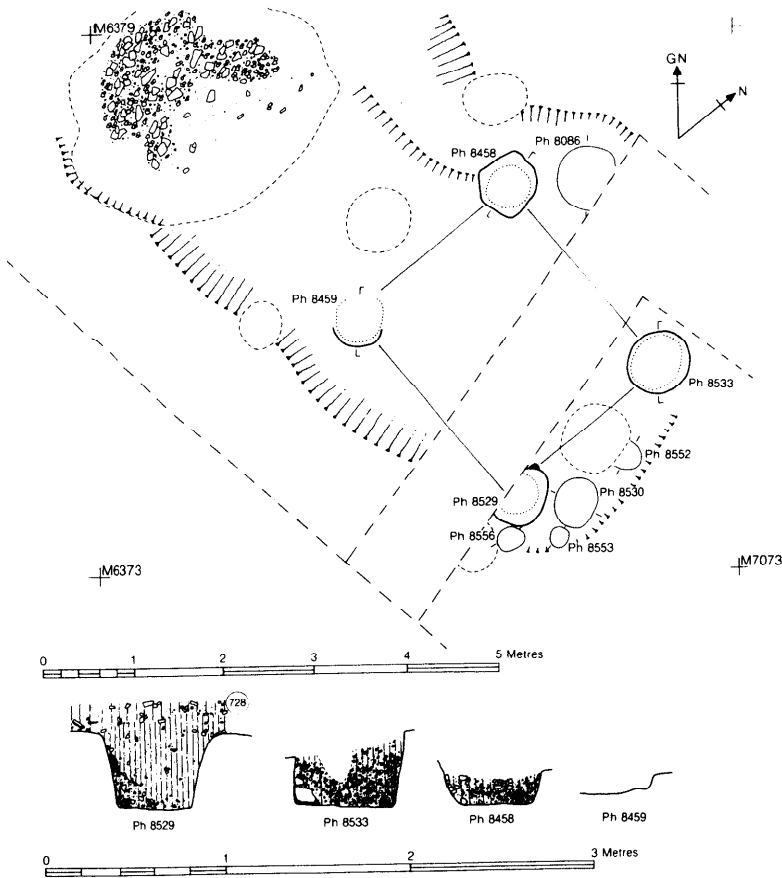 M6379
GN
N
Ph 8458
Ph 8086
Ph 8459
Ph 8533
Ph 8552
Ph 8529
Ph 8530
Ph 8556
Ph 8553
M6373
M7073
0 1 2 3 4 5 Metres
728
Ph 8529
Ph 8533
Ph 8458
Ph 8459
0 1 2 3 Metres